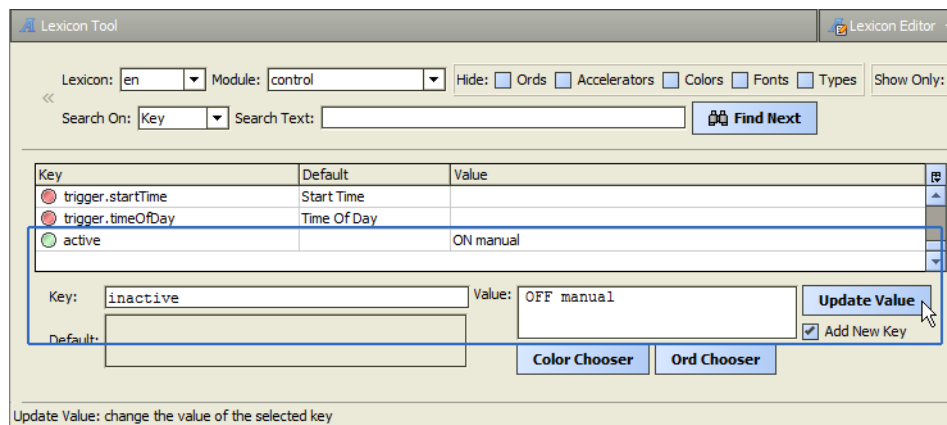 Lexicon Tool
Lexicon Editor
Lexicon: en Module: control Hide: Ords Accelerators Colors Fonts Types Show Only:
Search On: Key Search Text: Find Next
Key Default Value
trigger.startTime Start Time
trigger.timeOfDay Time Of Day
active ON manual
Key: inactive Value: OFF manual Update Value
Default: Add New Key
Color Chooser Ord Chooser
Update Value: change the value of the selected key